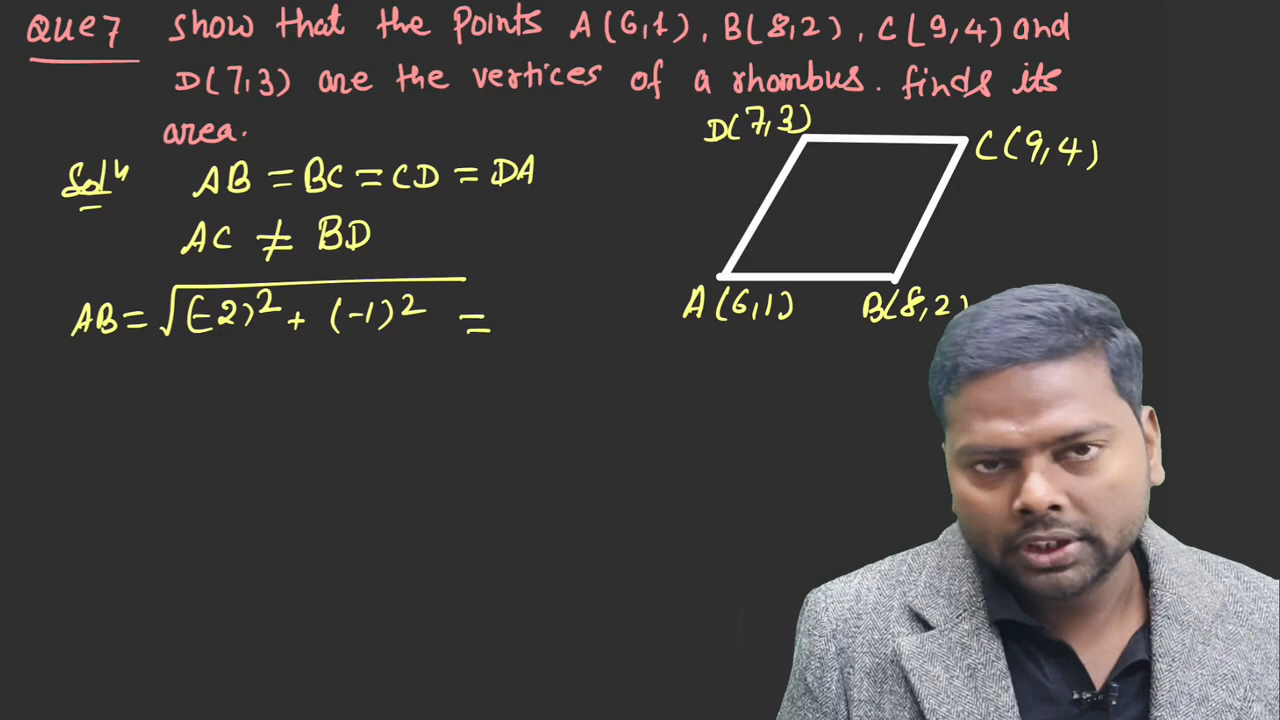 QUE 7 Show that the Points A(6,1), B(8,2), C(9,4) and
D(7,3) are the vertices of a rhombus. finds its
area.
D(7,3)
C(9,4)
Solⁿ AB = BC = CD = DA
AC ≠ BD
A(6,1) B(8,2)
AB = √(-2)² + (-1)² =